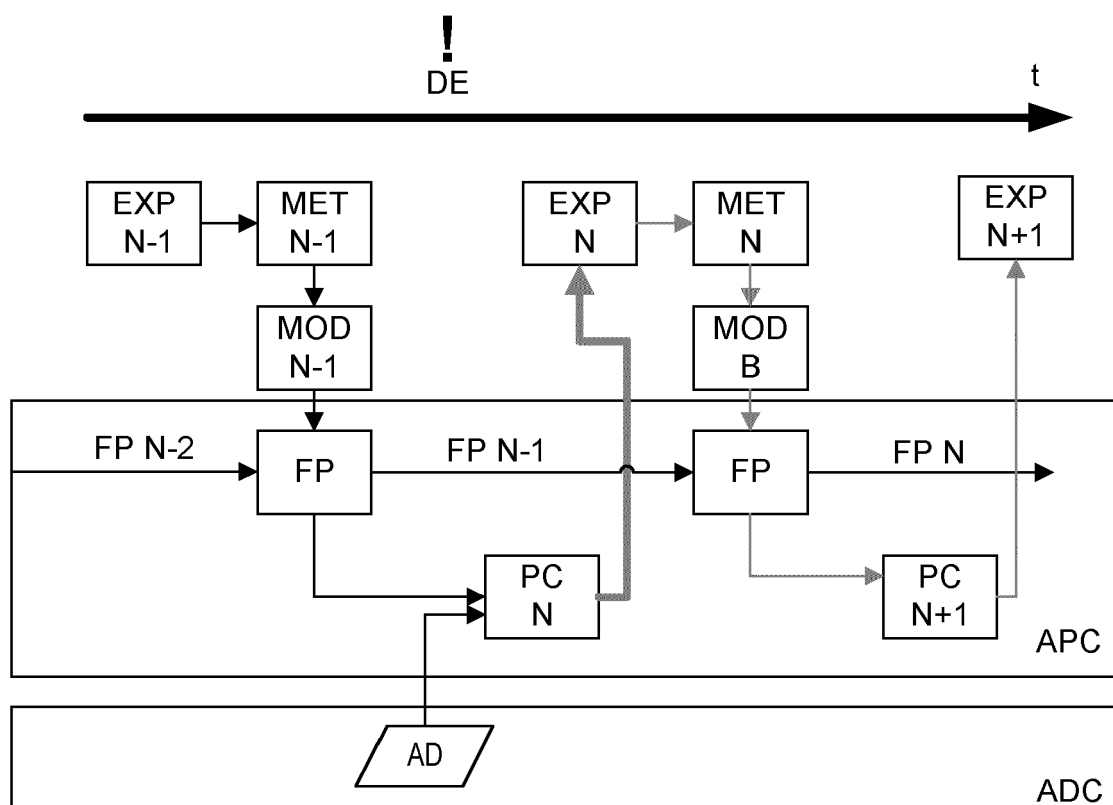 !
DE
t
EXP
N-1
MET
N-1
EXP
N
MET
N
EXP
N+1
MOD
N-1
MOD
B
FP N-2
FP
FP N-1
FP
FP N
PC
N
PC
N+1
APC
AD
ADC